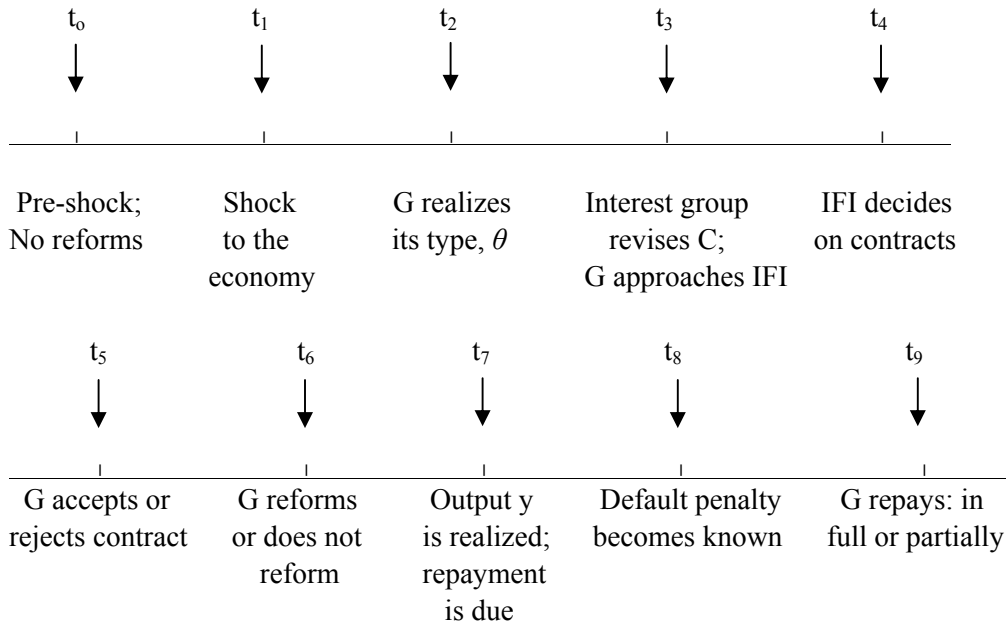 t₀ t₁ t₂ t₃ t₄
Pre-shock; Shock G realizes Interest group IFI decides
No reforms to the its type, θ revises C; on contracts
economy G approaches IFI
t₅ t₆ t₇ t₈ t₉
G accepts or G reforms Output y Default penalty G repays: in
rejects contract or does not is realized; becomes known full or partially
reform repayment
is due